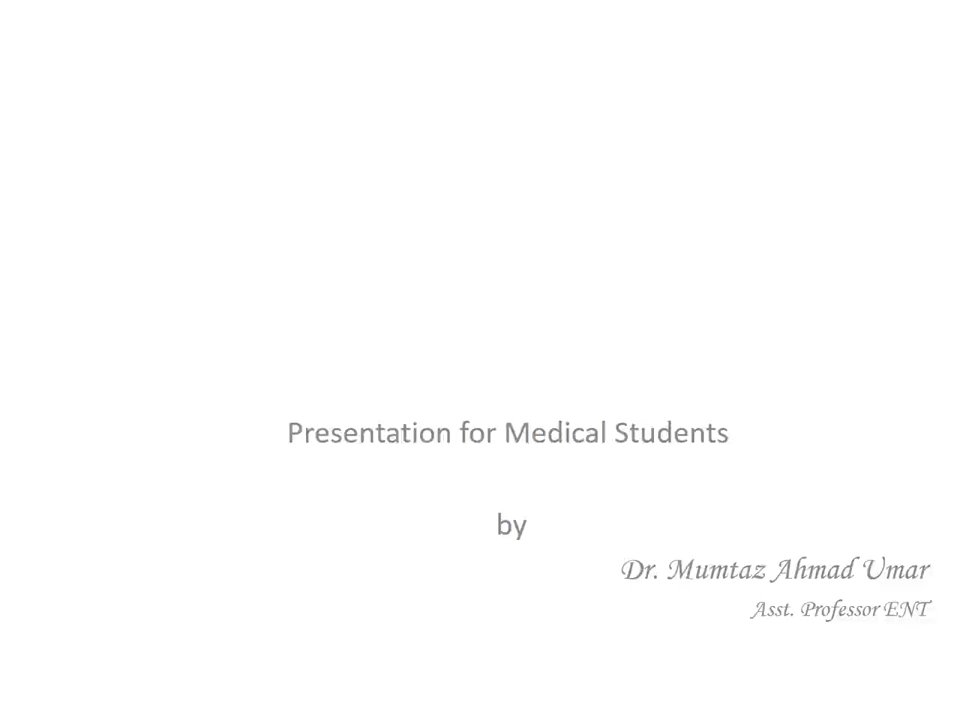 Presentation for Medical Students
by
Dr. Mumtaz Ahmad Umar
Asst. Professor ENT